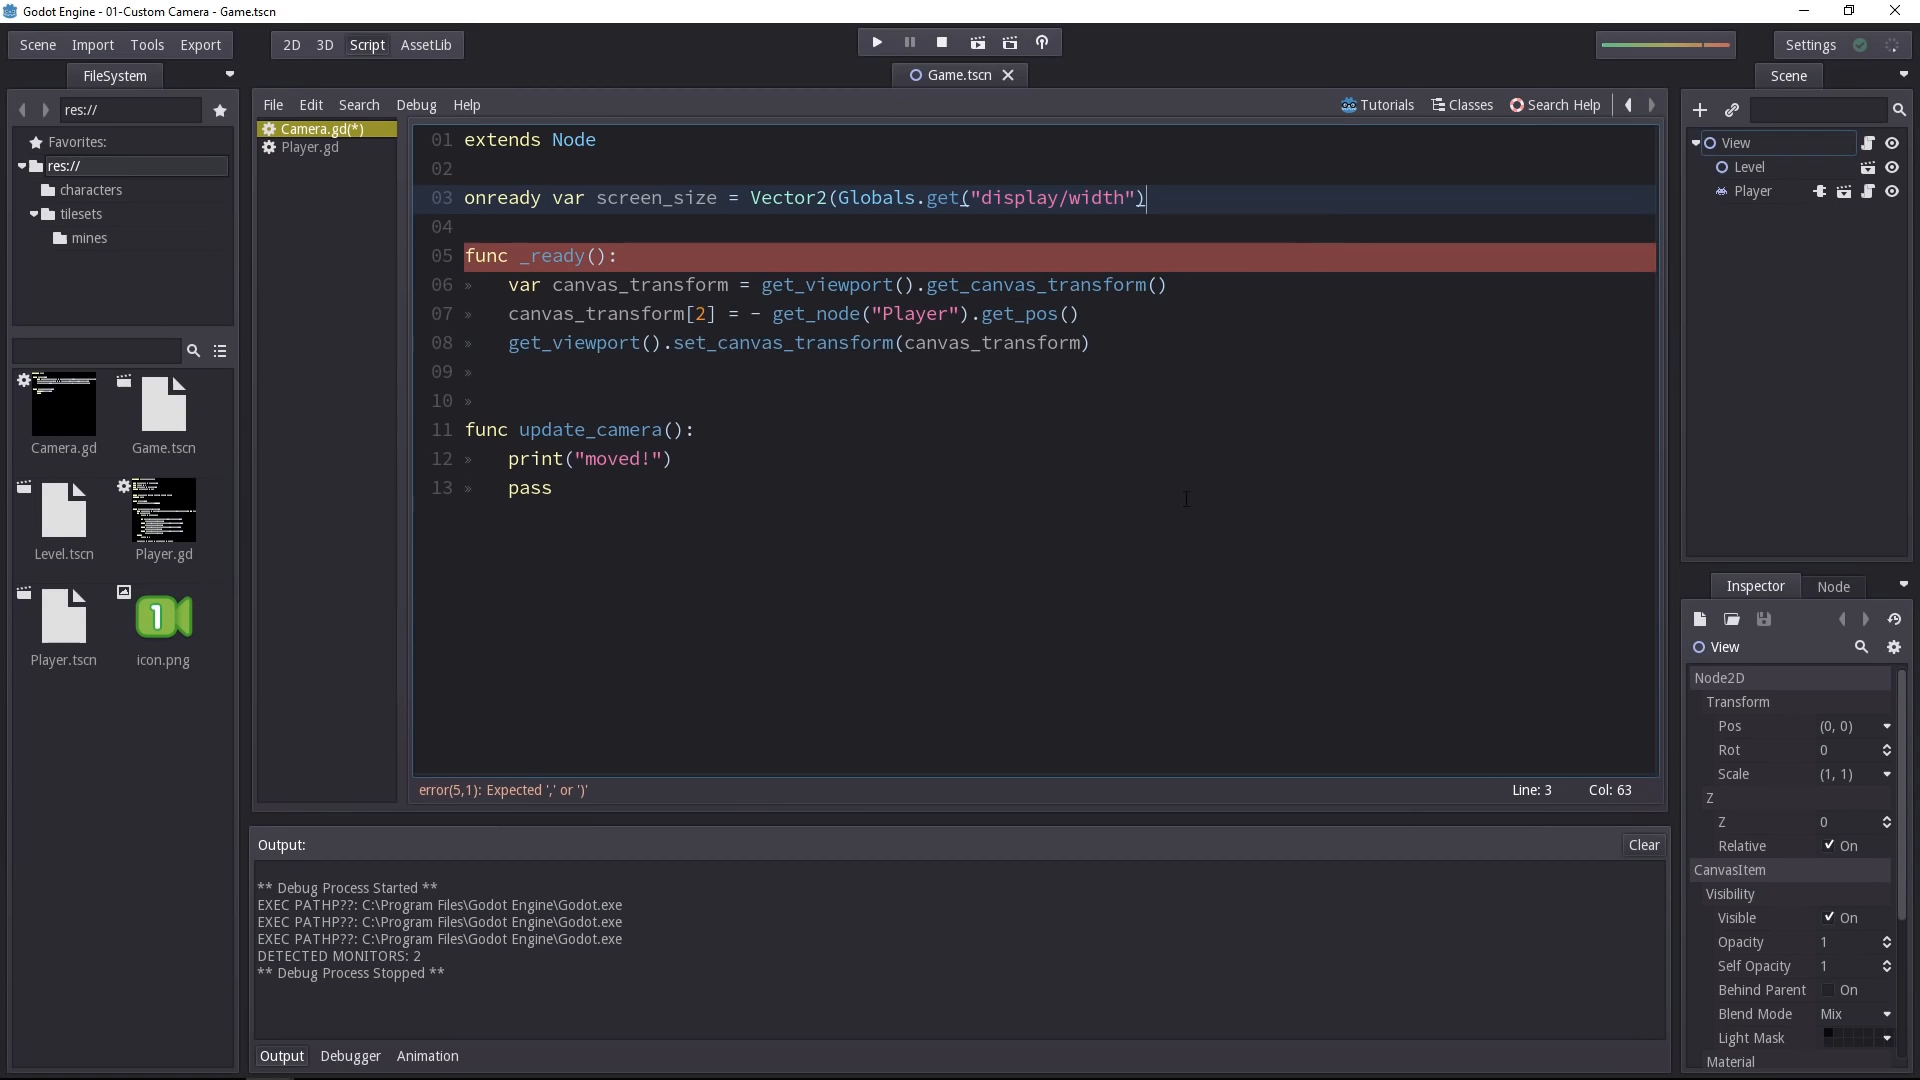 Godot Engine - 01-Custom Camera - Game.tscn
Scene Import Tools Export
2D 3D Script AssetLib
Settings
FileSystem
Game.tscn
Scene
res://
File Edit Search Debug Help
Tutorials Classes Search Help
Favorites:
res://
characters
tilesets
mines
Camera.gd(*)
Player.gd
01 extends Node
02
03 onready var screen_size = Vector2(Globals.get("display/width")
04
05 func _ready():
06 » var canvas_transform = get_viewport().get_canvas_transform()
07 » canvas_transform[2] = - get_node("Player").get_pos()
08 » get_viewport().set_canvas_transform(canvas_transform)
09 »
10 »
11 func update_camera():
12 » print("moved!")
13 » pass
error(5,1): Expected ',' or ')'
Line: 3 Col: 63
Camera.gd
Game.tscn
Level.tscn
Player.gd
Player.tscn
1
icon.png
Output:
Clear
** Debug Process Started **
EXEC PATHP??: C:\Program Files\Godot Engine\Godot.exe
EXEC PATHP??: C:\Program Files\Godot Engine\Godot.exe
EXEC PATHP??: C:\Program Files\Godot Engine\Godot.exe
DETECTED MONITORS: 2
** Debug Process Stopped **
Output Debugger Animation
View
Level
Player
Inspector Node
View
Node2D
Transform
Pos (0, 0)
Rot 0
Scale (1, 1)
Z
Z 0
Relative On
CanvasItem
Visibility
Visible On
Opacity 1
Self Opacity 1
Behind Parent On
Blend Mode Mix
Light Mask
Material